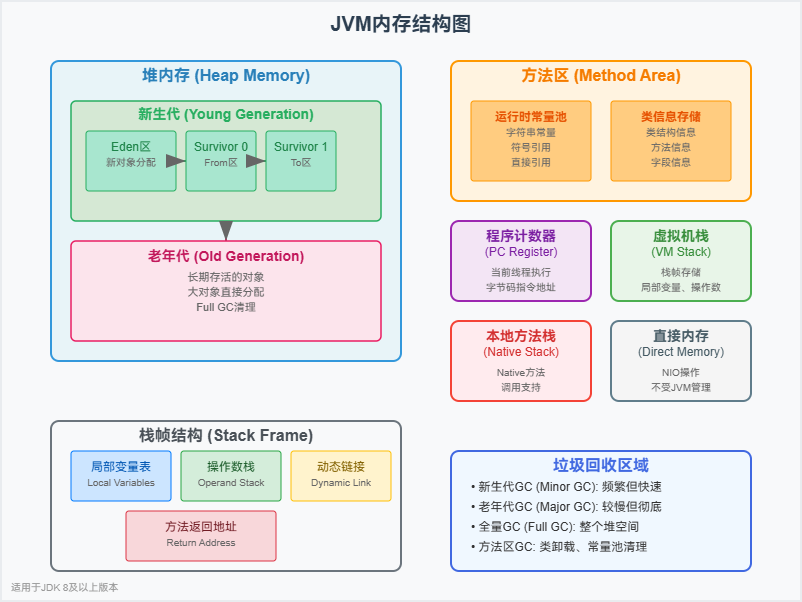 JVM内存结构图
堆内存 (Heap Memory)
新生代 (Young Generation)
Eden区
新对象分配
Survivor 0
From区
Survivor 1
To区
老年代 (Old Generation)
长期存活的对象
大对象直接分配
Full GC清理
方法区 (Method Area)
运行时常量池
字符串常量
符号引用
直接引用
类信息存储
类结构信息
方法信息
字段信息
程序计数器
(PC Register)
当前线程执行
字节码指令地址
虚拟机栈
(VM Stack)
栈帧存储
局部变量、操作数
本地方法栈
(Native Stack)
Native方法
调用支持
直接内存
(Direct Memory)
NIO操作
不受JVM管理
栈帧结构 (Stack Frame)
局部变量表
Local Variables
操作数栈
Operand Stack
动态链接
Dynamic Link
方法返回地址
Return Address
垃圾回收区域
• 新生代GC (Minor GC): 频繁但快速
• 老年代GC (Major GC): 较慢但彻底
• 全量GC (Full GC): 整个堆空间
• 方法区GC: 类卸载、常量池清理
适用于JDK 8及以上版本